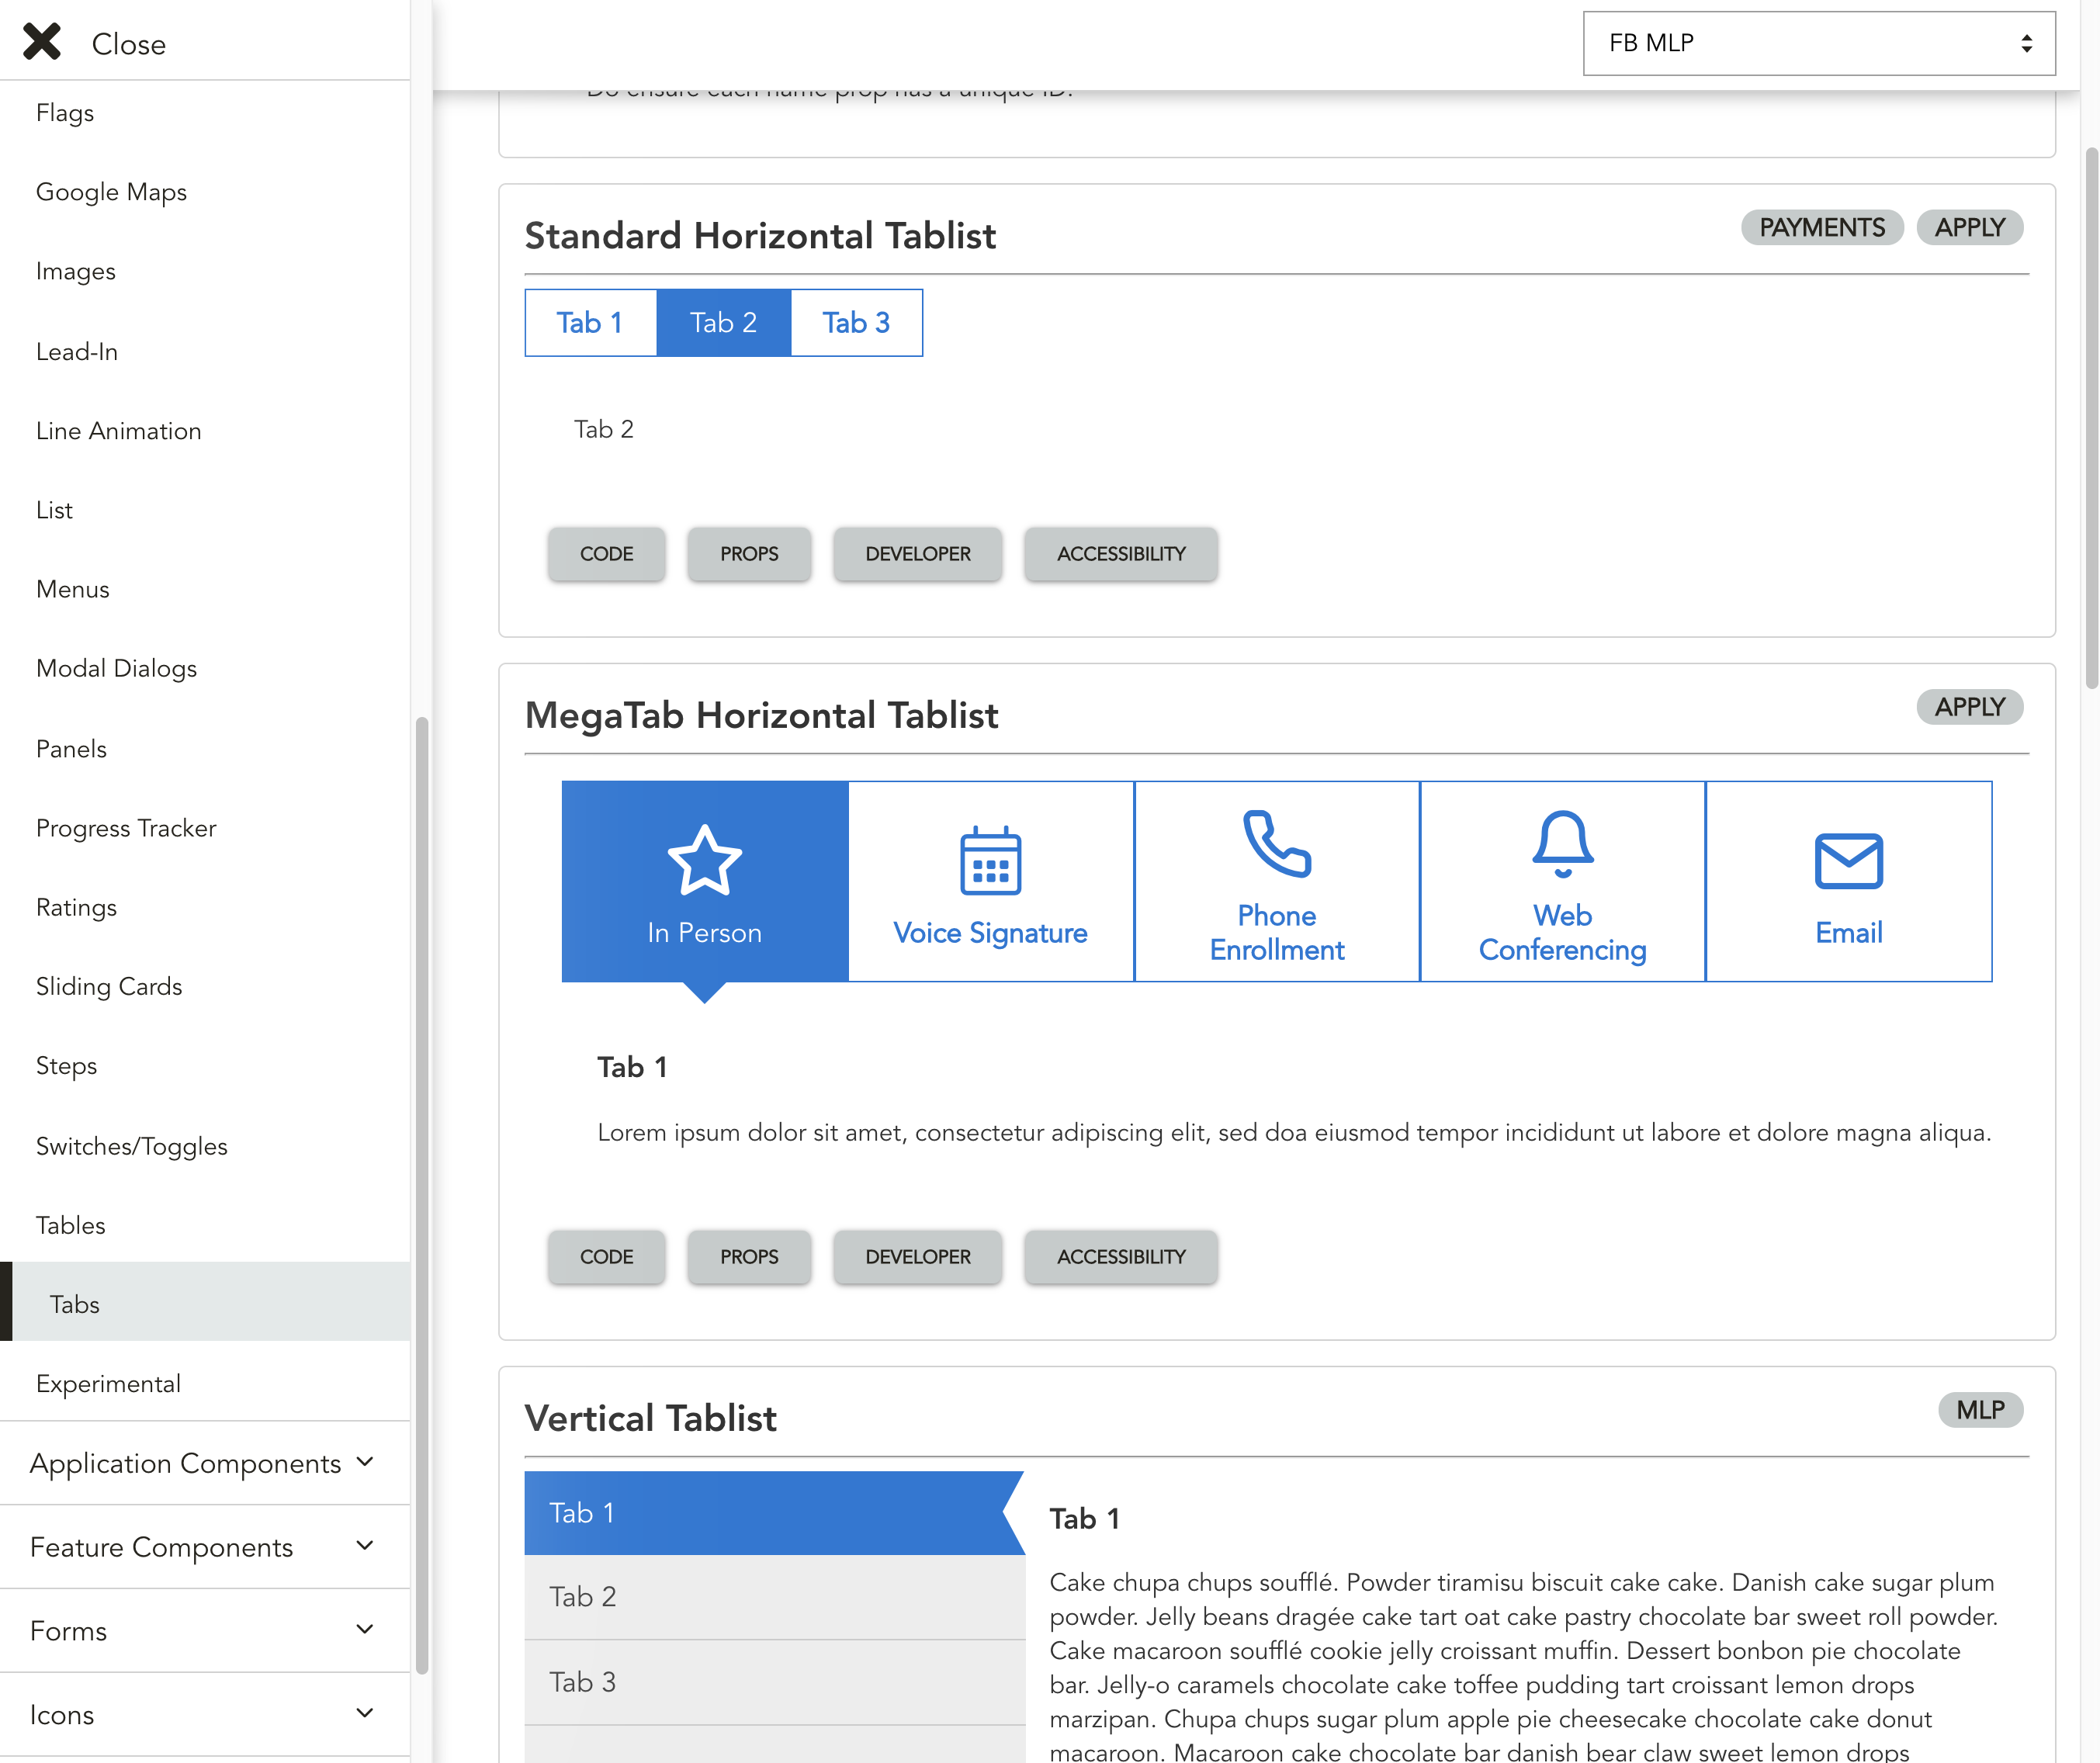 Close
Flags
Google Maps
Images
Lead-In
Line Animation
List
Menus
Modal Dialogs
Panels
Progress Tracker
Ratings
Sliding Cards
Steps
Switches/Toggles
Tables
Tabs
Experimental
Application Components
Feature Components
Forms
Icons
FB MLP
Do ensure each name prop has a unique ID.
Standard Horizontal Tablist
PAYMENTS APPLY
Tab 1 Tab 2 Tab 3
Tab 2
CODE PROPS DEVELOPER ACCESSIBILITY
MegaTab Horizontal Tablist
APPLY
In Person
Voice Signature
Phone
Enrollment
Web
Conferencing
Email
Tab 1
Lorem ipsum dolor sit amet, consectetur adipiscing elit, sed doa eiusmod tempor incididunt ut labore et dolore magna aliqua.
CODE PROPS DEVELOPER ACCESSIBILITY
Vertical Tablist
MLP
Tab 1
Tab 2
Tab 3
Tab 1
Cake chupa chups soufflé. Powder tiramisu biscuit cake cake. Danish cake sugar plum
powder. Jelly beans dragée cake tart oat cake pastry chocolate bar sweet roll powder.
Cake macaroon soufflé cookie jelly croissant muffin. Dessert bonbon pie chocolate
bar. Jelly-o caramels chocolate cake toffee pudding tart croissant lemon drops
marzipan. Chupa chups sugar plum apple pie cheesecake chocolate cake donut
macaroon. Macaroon cake chocolate bar danish bear claw sweet lemon drops